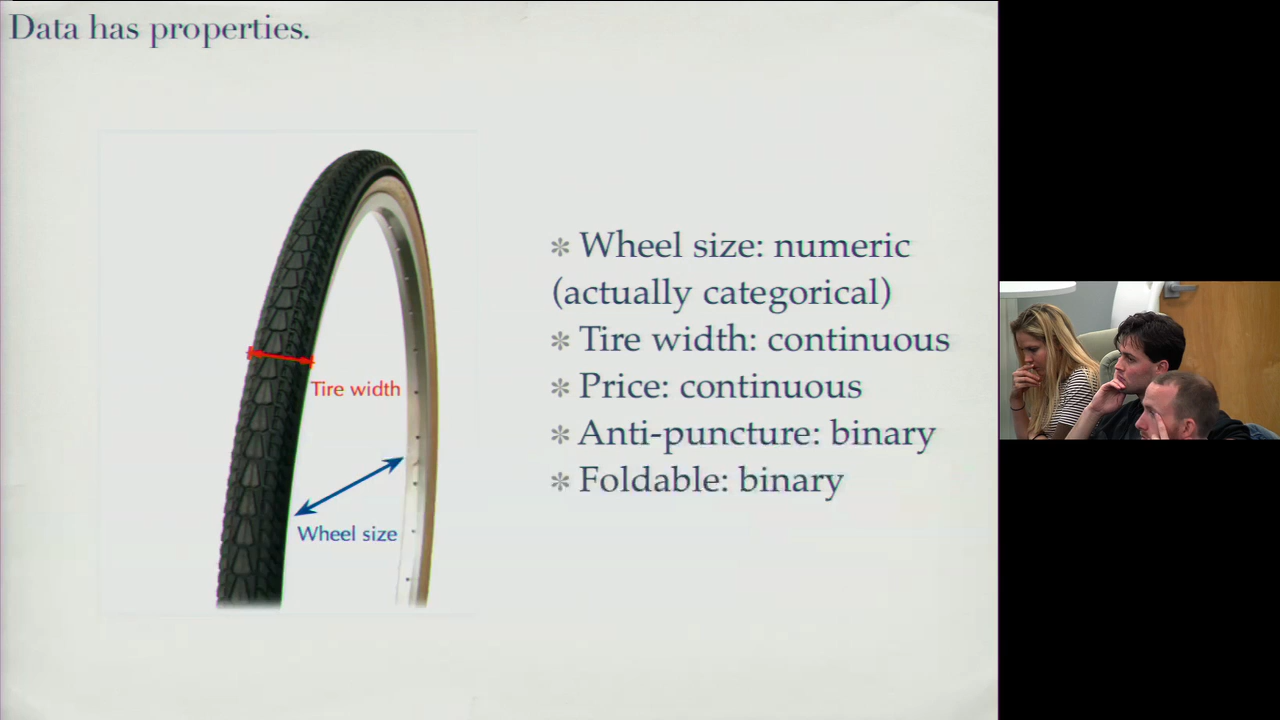 Data has properties.
✻ Wheel size: numeric
(actually categorical)
✻ Tire width: continuous
✻ Price: continuous
✻ Anti-puncture: binary
✻ Foldable: binary
Tire width
Wheel size